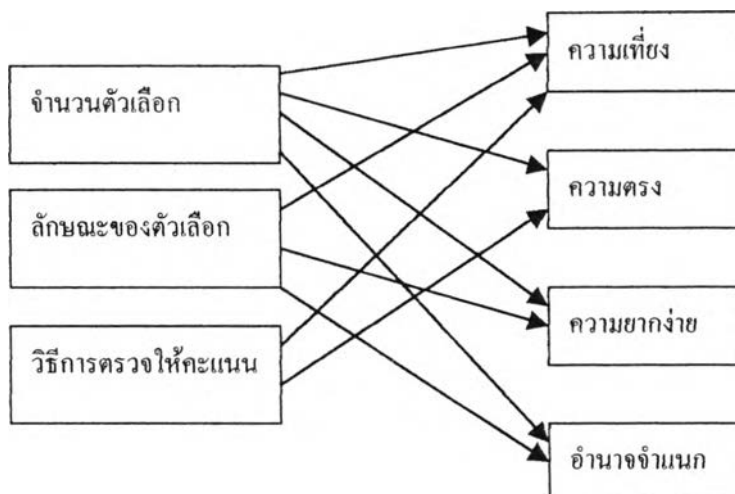 จำนวนตัวเลือก
ลักษณะของตัวเลือก
วิธีการตรวจให้คะแนน
ความเที่ยง
ความตรง
ความยากง่าย
อำนาจจำแนก